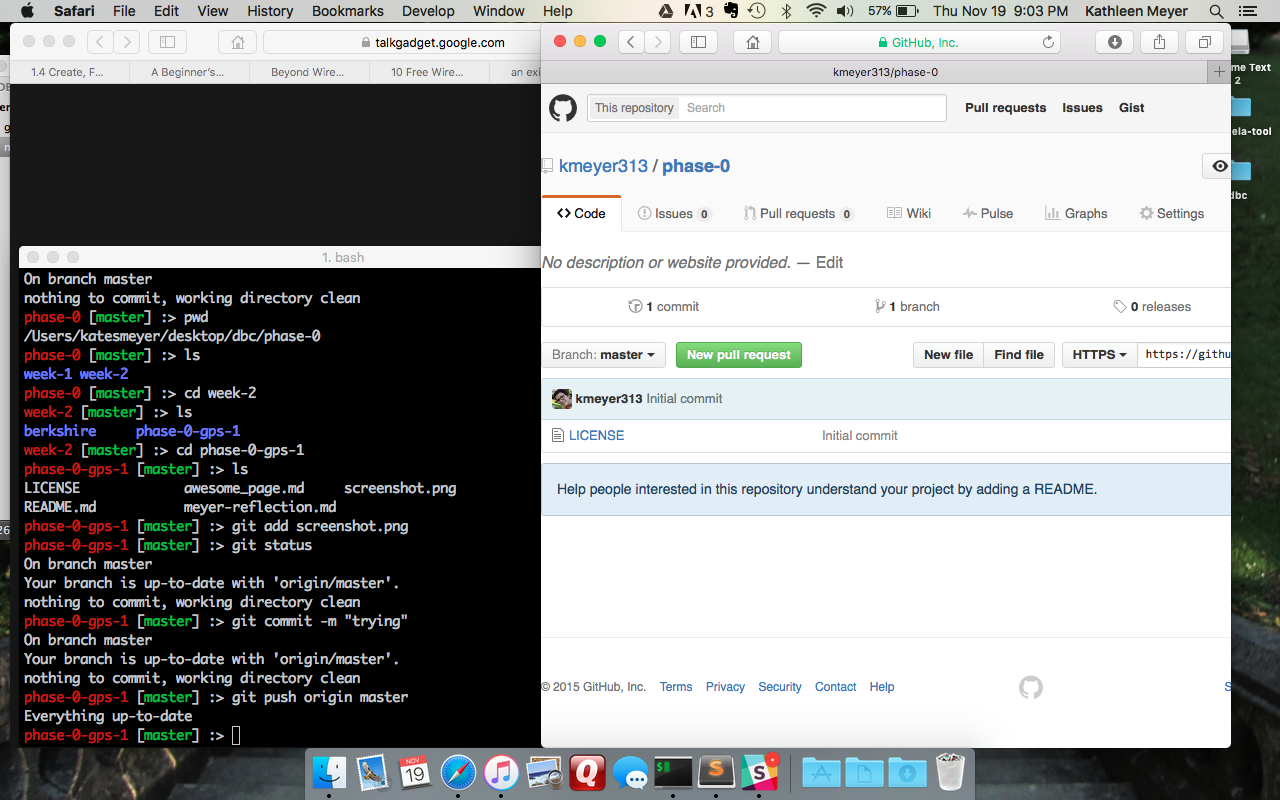 Safari File Edit View History Bookmarks Develop Window Help 3 57% Thu Nov 19 9:03 PM Kathleen Meyer
talkgadget.google.com
1.4 Create, F... A Beginner's... Beyond Wire... 10 Free Wire... an exi
1. bash
On branch master
nothing to commit, working directory clean
phase-0 [master] :> pwd
/Users/katesmeyer/desktop/dbc/phase-0
phase-0 [master] :> ls
week-1 week-2
phase-0 [master] :> cd week-2
week-2 [master] :> ls
berkshire phase-0-gps-1
week-2 [master] :> cd phase-0-gps-1
phase-0-gps-1 [master] :> ls
LICENSE awesome_page.md screenshot.png
README.md meyer-reflection.md
phase-0-gps-1 [master] :> git add screenshot.png
phase-0-gps-1 [master] :> git status
On branch master
Your branch is up-to-date with 'origin/master'.
nothing to commit, working directory clean
phase-0-gps-1 [master] :> git commit -m "trying"
On branch master
Your branch is up-to-date with 'origin/master'.
nothing to commit, working directory clean
phase-0-gps-1 [master] :> git push origin master
Everything up-to-date
phase-0-gps-1 [master] :>
GitHub, Inc.
kmeyer313/phase-0
This repository Search Pull requests Issues Gist
kmeyer313 / phase-0
Code Issues 0 Pull requests 0 Wiki Pulse Graphs Settings
No description or website provided. — Edit
1 commit 1 branch 0 releases
Branch: master New pull request New file Find file HTTPS https://githu
kmeyer313 Initial commit
LICENSE Initial commit
Help people interested in this repository understand your project by adding a README.
© 2015 GitHub, Inc. Terms Privacy Security Contact Help S
me Text
2
ela-tool
dbc
NOV
19